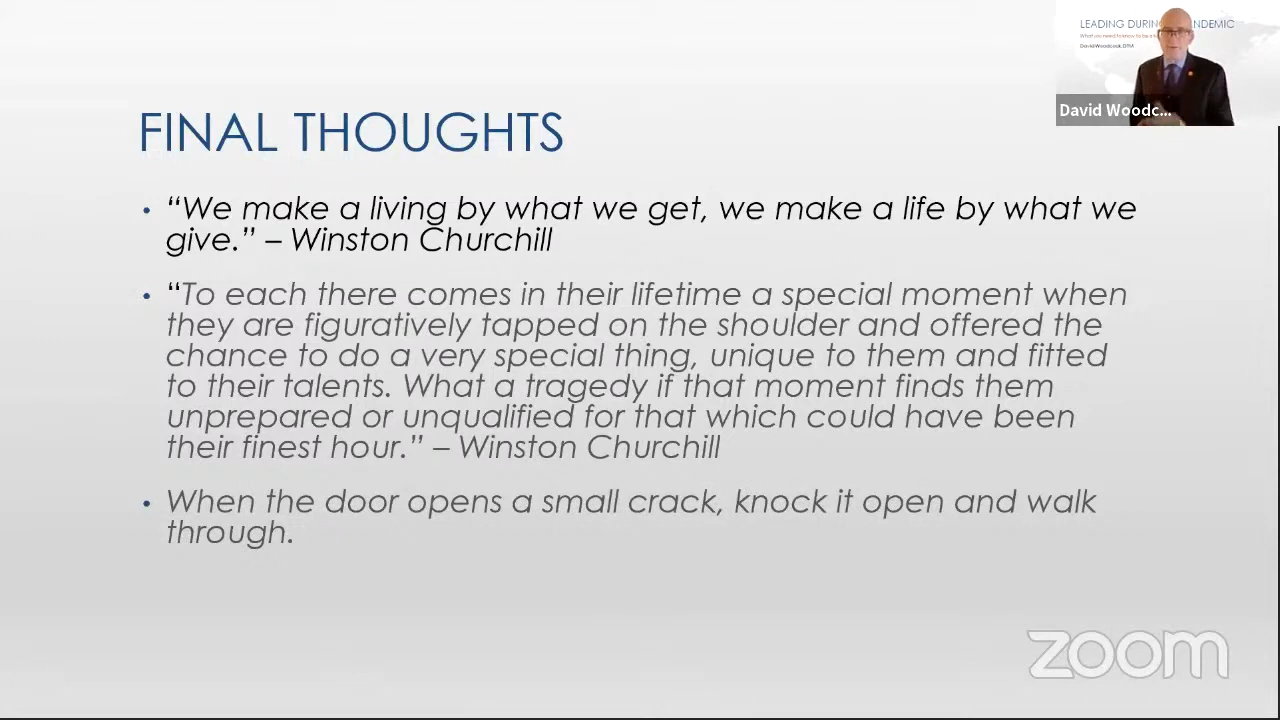 LEADING DURING
NDEMIC
David Woodcock, DPA
David Woodc...
FINAL THOUGHTS
• “We make a living by what we get, we make a life by what we
give.” – Winston Churchill
• “To each there comes in their lifetime a special moment when
they are figuratively tapped on the shoulder and offered the
chance to do a very special thing, unique to them and fitted
to their talents. What a tragedy if that moment finds them
unprepared or unqualified for that which could have been
their finest hour.” – Winston Churchill
• When the door opens a small crack, knock it open and walk
through.
zoom